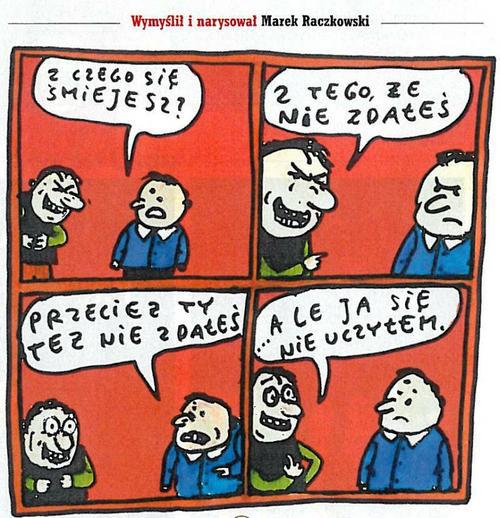 Wymyślił i narysował Marek Raczkowski
Z CZEGO SIĘ
ŚMIEJESZ?
Z TEGO, ŻE
NIE ZDAŁEŚ
PRZECIEŻ TY
TEŻ NIE ZDAŁEŚ
...ALE JA SIĘ
NIE UCZYŁEM.